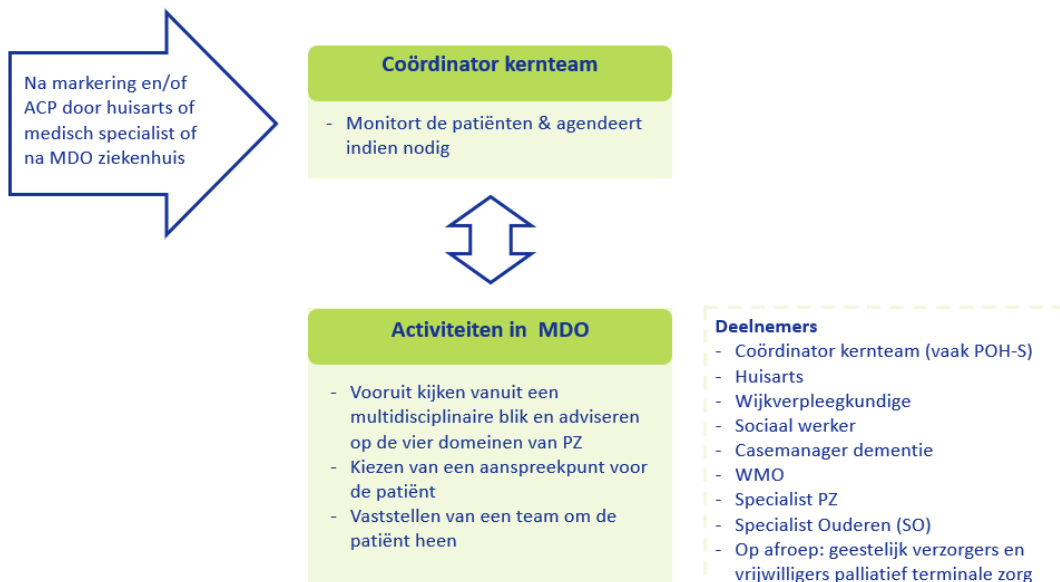 Na markering en/of
ACP door huisarts of
medisch specialist of
na MDO ziekenhuis
Coördinator kernteam
- Monitort de patiënten & agendeert
indien nodig
Activiteiten in MDO
- Vooruit kijken vanuit een
multidisciplinaire blik en adviseren
op de vier domeinen van PZ
- Kiezen van een aanspreekpunt voor
de patiënt
- Vaststellen van een team om de
patiënt heen
Deelnemers
- Coördinator kernteam (vaak POH-S)
- Huisarts
- Wijkverpleegkundige
- Sociaal werker
- Casemanager dementie
- WMO
- Specialist PZ
- Specialist Ouderen (SO)
- Op afroep: geestelijk verzorgers en
vrijwilligers palliatief terminale zorg